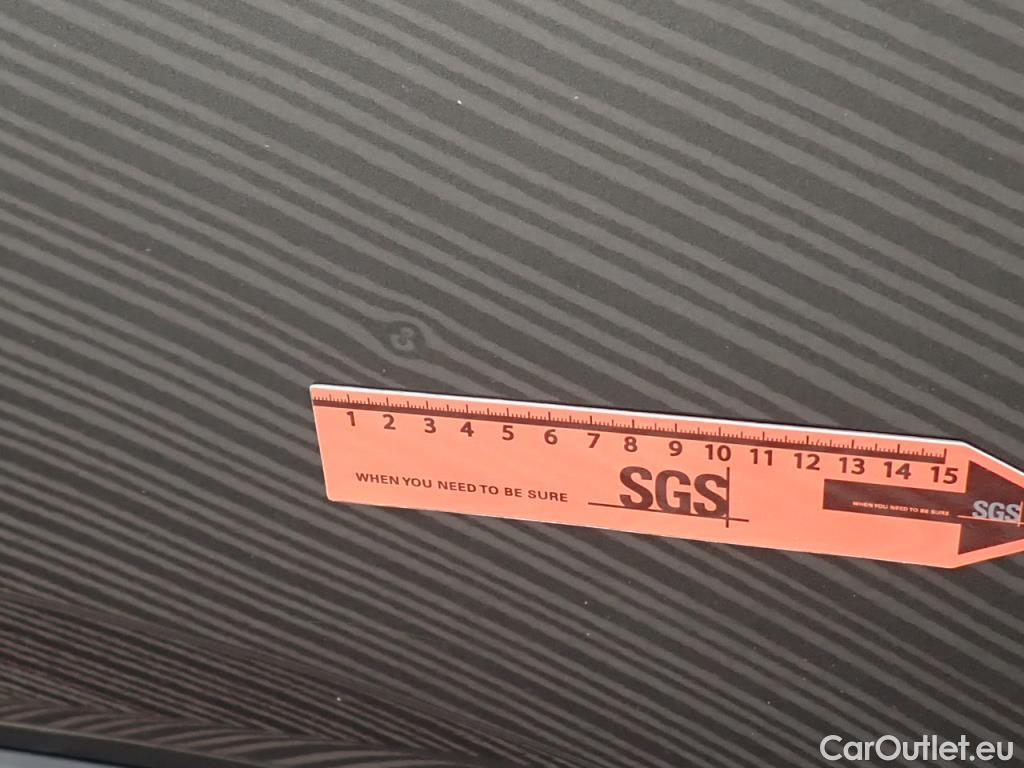 1 2 3 4 5 6 7 8 9 10 11 12 13 14 15
WHEN YOU NEED TO BE SURE
SGS
WHEN YOU NEED TO BE SURE
SGS
CarOutlet.eu